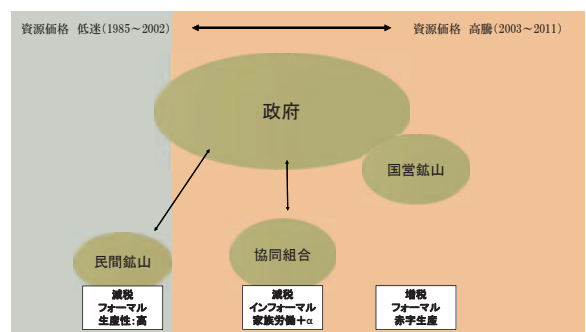 資源価格 低迷(1985～2002)
資源価格 高騰(2003～2011)
政府
国営鉱山
民間鉱山
協同組合
減税
フォーマル
生産性:高
減税
インフォーマル
家族労働+α
増税
フォーマル
赤字生産